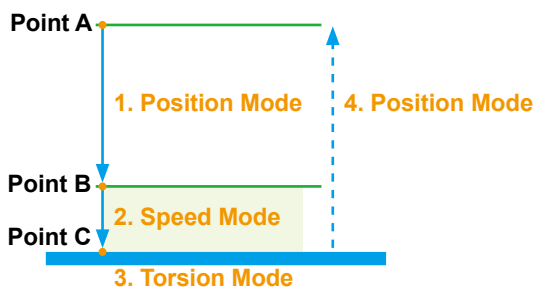 Point A
1. Position Mode
4. Position Mode
Point B
2. Speed Mode
Point C
3. Torsion Mode